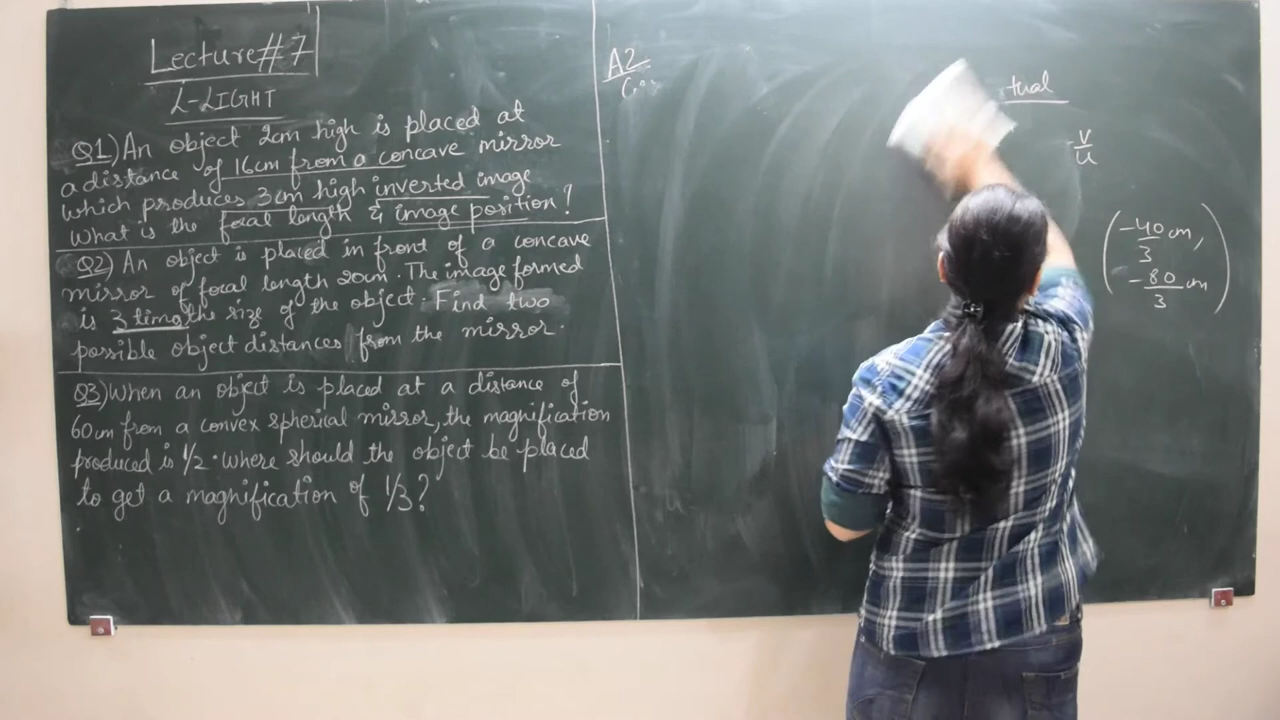 Lecture#7
L-LIGHT
Q1) An object 2cm high is placed at
a distance of 16cm from a concave mirror
which produces 3cm high inverted image
What is the focal length & image position?
Q2) An object is placed in front of a concave
mirror of focal length 20cm. The image formed
is 3 times the size of the object. Find two
possible object distances from the mirror.
Q3) When an object is placed at a distance of
60cm from a convex spherial mirror, the magnification
produced is 1/2. Where should the object be placed
to get a magnification of 1/3?
A2
tual
v/u
(-40/3 cm,
-80/3 cm)